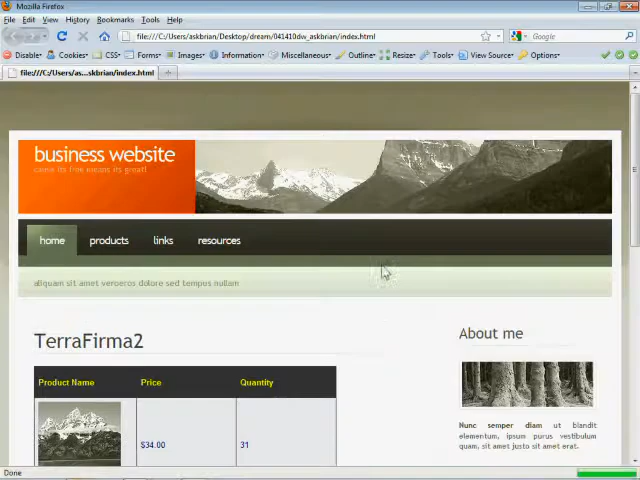 Mozilla Firefox
File Edit View History Bookmarks Tools Help
file:///C:/Users/askbrian/Desktop/dream/041410dw_askbrian/index.html
Google
Disable Cookies CSS Forms Images Information Miscellaneous Outline Resize Tools View Source Options
file:///C:/Users/as...skbrian/index.html
business website
came its free means its great!
home products links resources
aliquam sit amet veroeros dolore sed tempus nullam
TerraFirma2
About me
Product Name Price Quantity
$34.00 31
Nunc semper diam ut blandit
elementum, ipsum purus vestibulum
quam, sit amet justo sit amet erat.
Done